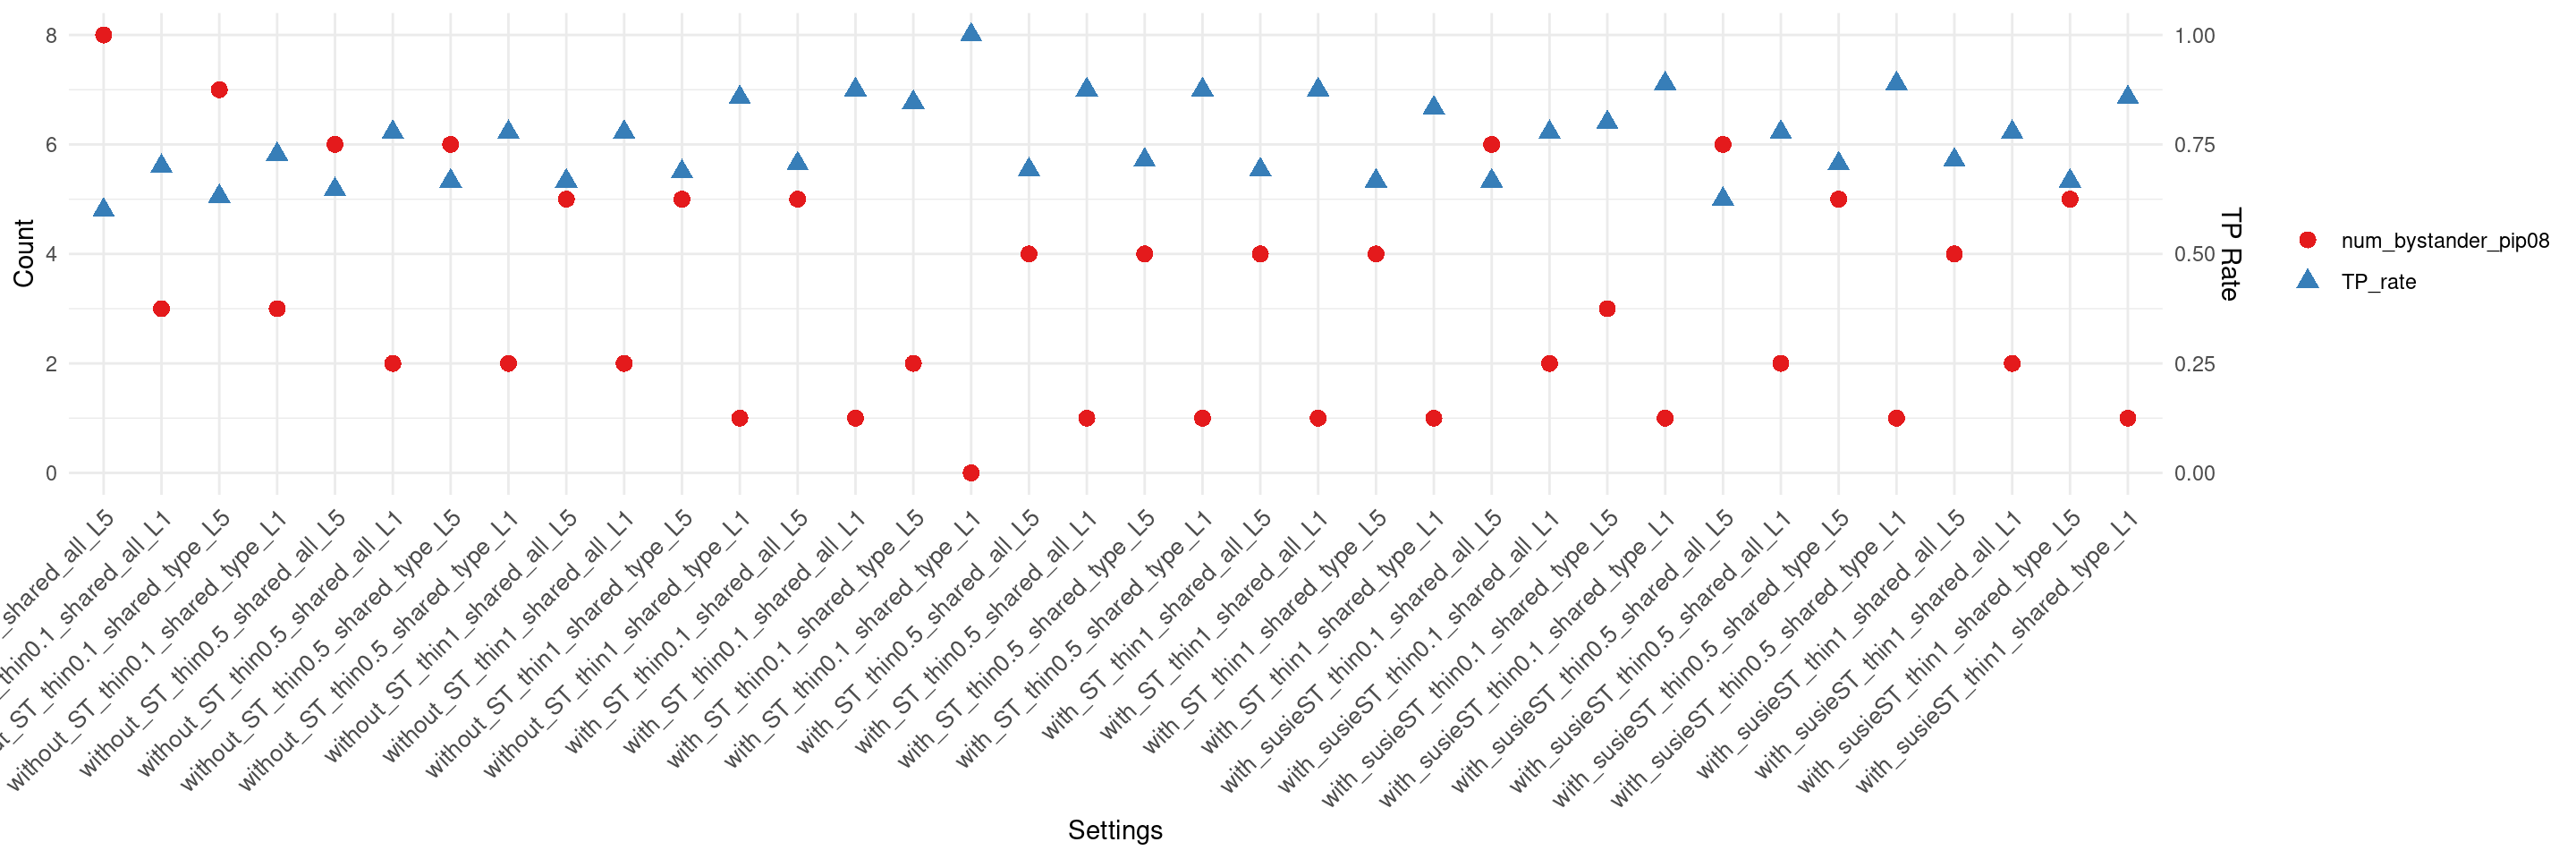 8
6
4
2
0
Count
1.00
0.75
0.50
0.25
0.00
TP Rate
num_bystander_pip08
TP_rate
_shared_all_L5
_thin0.1_shared_all_L1
_ST_thin0.1_shared_type_L5
without_ST_thin0.1_shared_type_L1
without_ST_thin0.5_shared_all_L5
without_ST_thin0.5_shared_all_L1
without_ST_thin0.5_shared_type_L5
without_ST_thin0.5_shared_type_L1
without_ST_thin1_shared_all_L5
without_ST_thin1_shared_all_L1
without_ST_thin1_shared_type_L5
without_ST_thin1_shared_type_L1
with_ST_thin0.1_shared_all_L5
with_ST_thin0.1_shared_all_L1
with_ST_thin0.1_shared_type_L5
with_ST_thin0.1_shared_type_L1
with_ST_thin0.5_shared_all_L5
with_ST_thin0.5_shared_all_L1
with_ST_thin0.5_shared_type_L5
with_ST_thin0.5_shared_type_L1
with_ST_thin1_shared_all_L5
with_ST_thin1_shared_all_L1
with_ST_thin1_shared_type_L5
with_ST_thin1_shared_type_L1
with_susieST_thin0.1_shared_all_L5
with_susieST_thin0.1_shared_all_L1
with_susieST_thin0.1_shared_type_L5
with_susieST_thin0.1_shared_type_L1
with_susieST_thin0.5_shared_all_L5
with_susieST_thin0.5_shared_all_L1
with_susieST_thin0.5_shared_type_L5
with_susieST_thin0.5_shared_type_L1
with_susieST_thin1_shared_all_L5
with_susieST_thin1_shared_all_L1
with_susieST_thin1_shared_type_L5
with_susieST_thin1_shared_type_L1
Settings